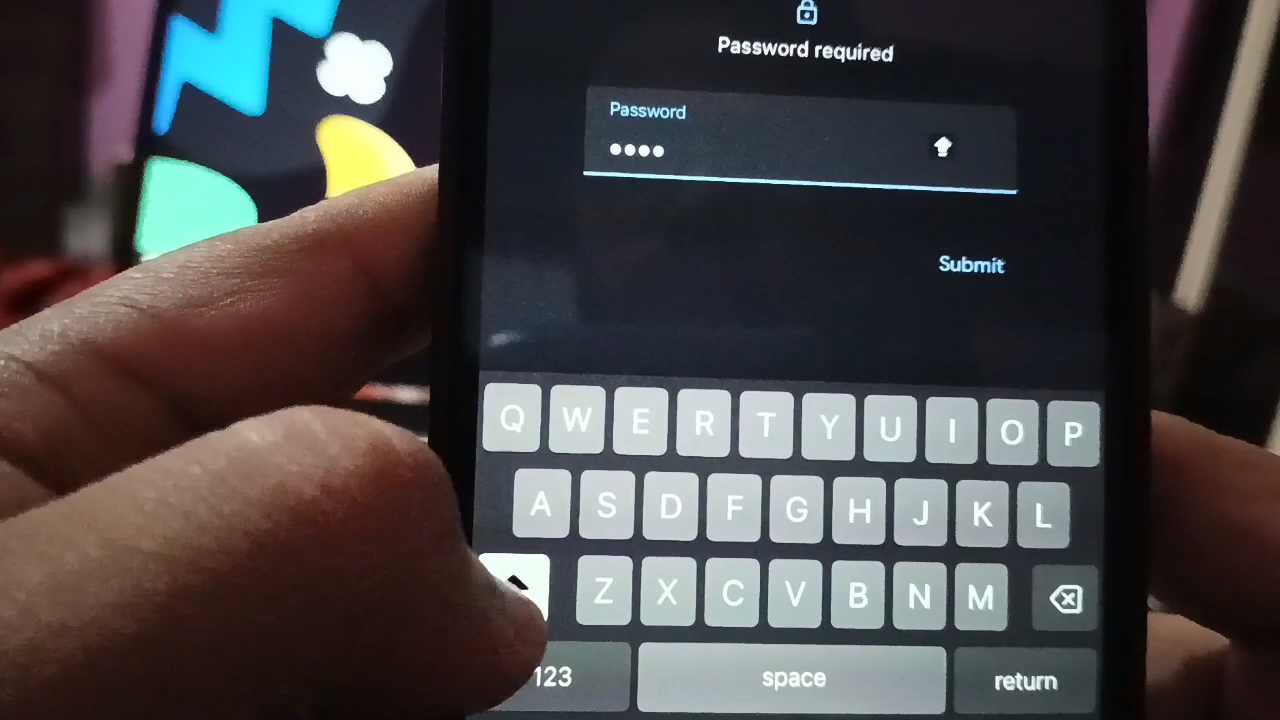 Password required
Password
Submit
Q W E R T Y U I O P
A S D F G H J K L
Z X C V B N M
123 space return